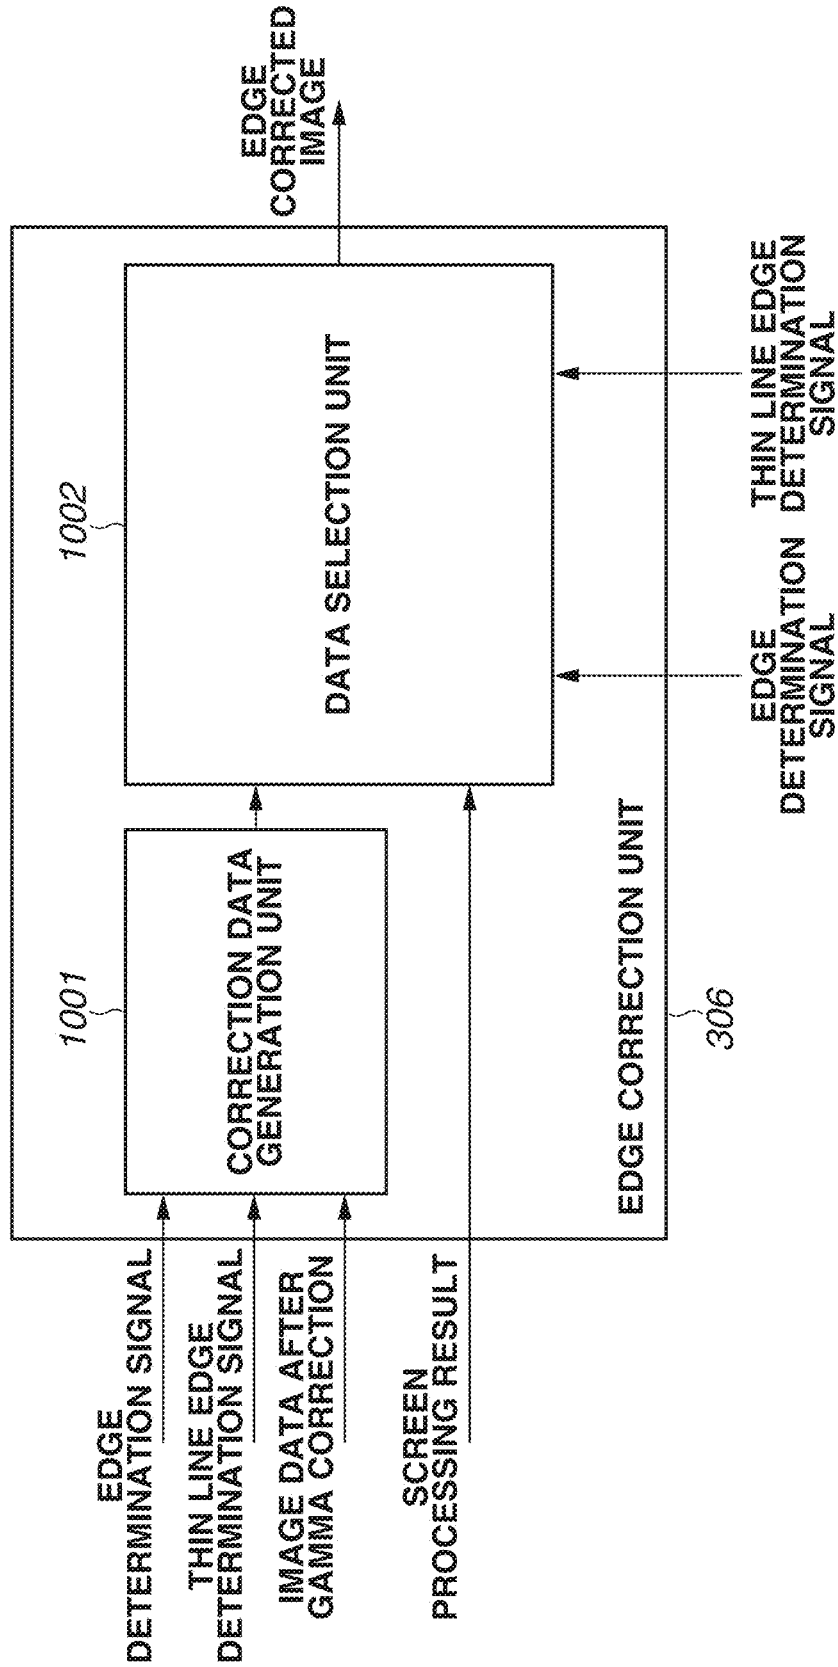 EDGE
DETERMINATION SIGNAL
THIN LINE EDGE
DETERMINATION SIGNAL
IMAGE DATA AFTER
GAMMA CORRECTION
SCREEN
PROCESSING RESULT
1001
CORRECTION DATA
GENERATION UNIT
1002
DATA SELECTION UNIT
EDGE
CORRECTED
IMAGE
EDGE CORRECTION UNIT
306
EDGE
DETERMINATION
SIGNAL
THIN LINE EDGE
DETERMINATION
SIGNAL